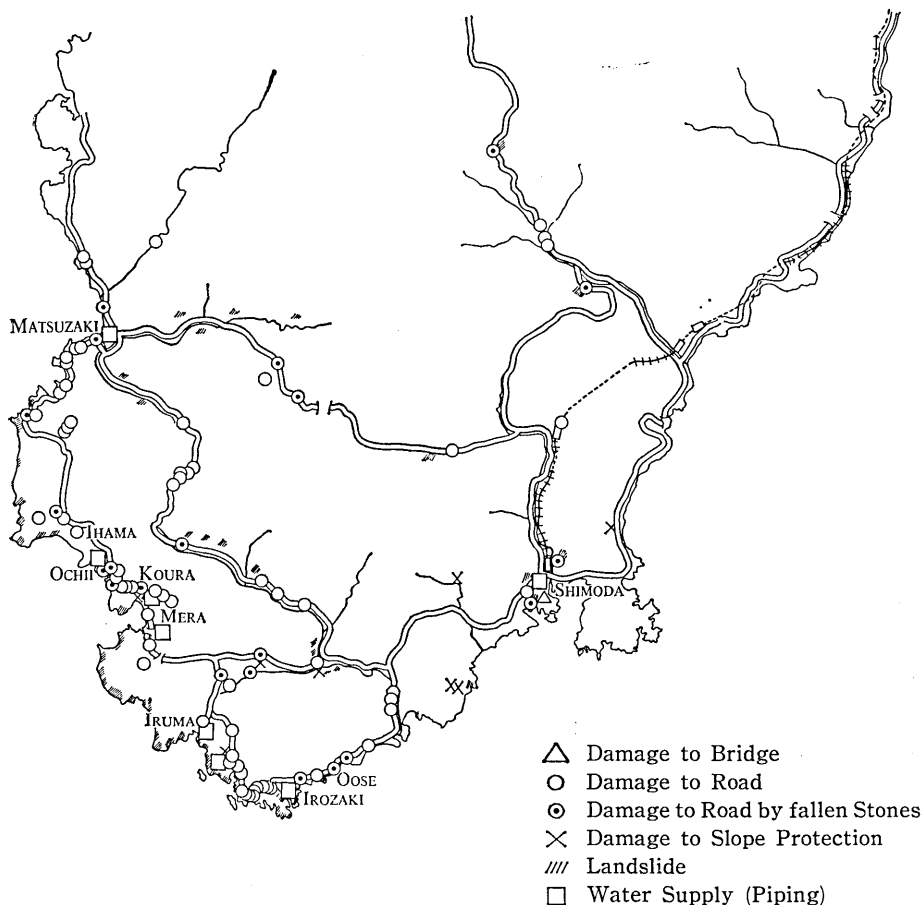 MATSUZAKI
IHAMA
OCHII
KOURA
MERA
SHIMODA
IRUMA
OOSE
IROZAKI
Damage to Bridge
Damage to Road
Damage to Road by fallen Stones
Damage to Slope Protection
Landslide
Water Supply (Piping)